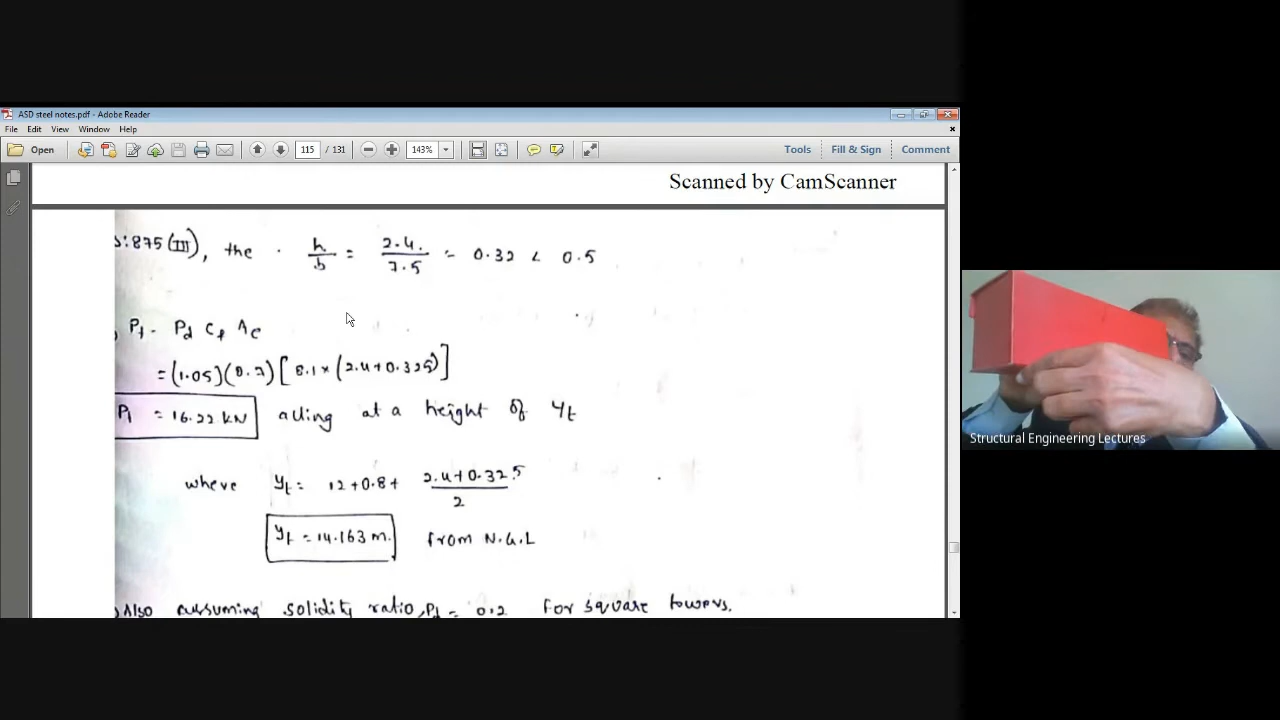 ASD steel notes.pdf - Adobe Reader
File Edit View Window Help
Open 115 / 131 143% Tools Fill & Sign Comment
Scanned by CamScanner
S:875(III), the h/b = 2.4/7.5 = 0.32 < 0.5
, Pt = Pd Cf Ae
= (1.05)(0.7) [8.1 × (2.4+0.325)]
Pt = 16.22 kN acting at a height of Yt
where Yt = 12+0.8+ (2.4+0.325)/2
Yt = 14.163 m. from N.G.L
Also assuming solidity ratio, = 0.2 for square towers.
Structural Engineering Lectures